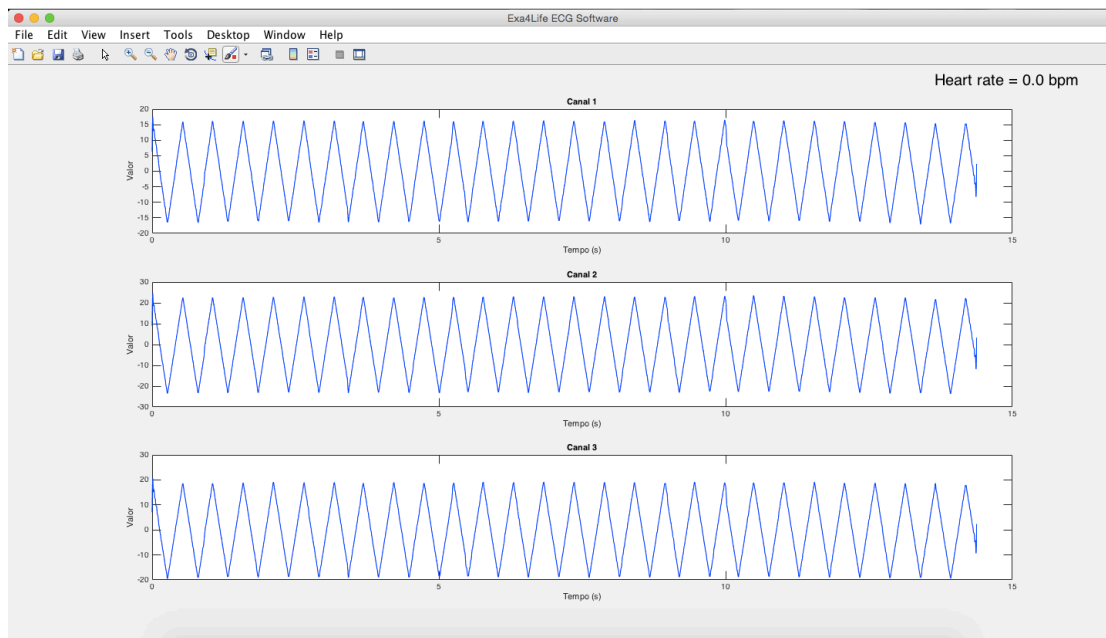 Exa4Life ECG Software
File Edit View Insert Tools Desktop Window Help
Heart rate = 0.0 bpm
Canal 1
20
15
10
5
0
-5
-10
-15
-20
Valor
0 5 10 15
Tempo (s)
Canal 2
30
20
10
0
-10
-20
-30
Valor
0 5 10 15
Tempo (s)
Canal 3
30
20
10
0
-10
-20
Valor
0 5 10 15
Tempo (s)